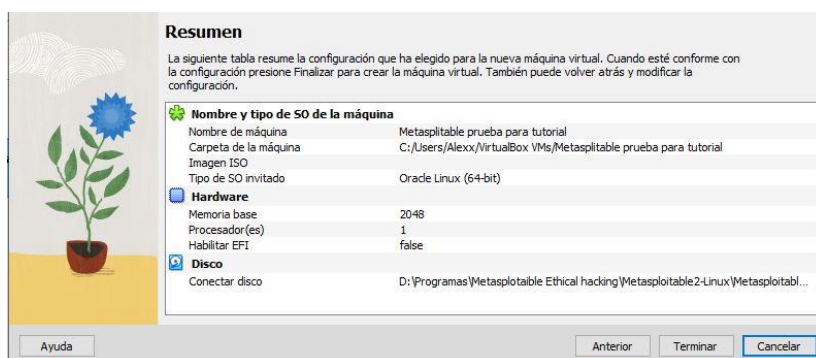 Resumen
La siguiente tabla resume la configuración que ha elegido para la nueva máquina virtual. Cuando esté conforme con
la configuración presione Finalizar para crear la máquina virtual. También puede volver atrás y modificar la
configuración.
Nombre y tipo de SO de la máquina
Nombre de máquina Metasplitable prueba para tutorial
Carpeta de la máquina C:/Users/Alexx/VirtualBox VMs/Metasplitable prueba para tutorial
Imagen ISO
Tipo de SO invitado Oracle Linux (64-bit)
Hardware
Memoria base 2048
Procesador(es) 1
Habilitar EFI false
Disco
Conectar disco D:\Programas\Metasplotaible Ethical hacking\Metasploitable2-Linux\Metasploitabl...
Ayuda Anterior Terminar Cancelar